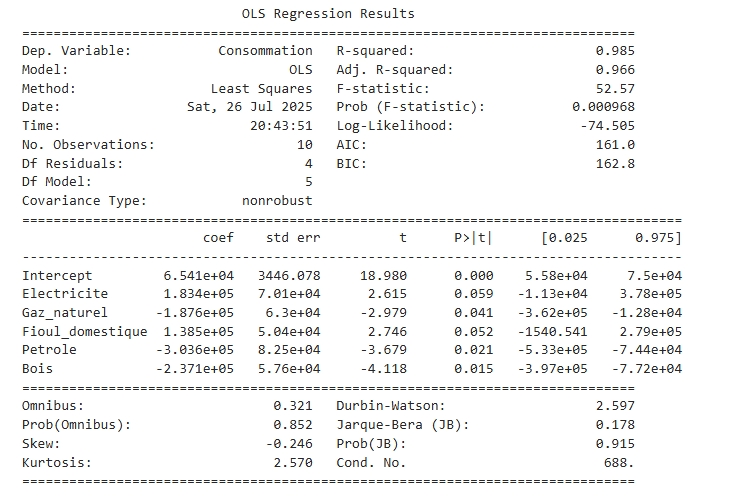 OLS Regression Results
==============================================================================
Dep. Variable: Consommation R-squared: 0.985
Model: OLS Adj. R-squared: 0.966
Method: Least Squares F-statistic: 52.57
Date: Sat, 26 Jul 2025 Prob (F-statistic): 0.000968
Time: 20:43:51 Log-Likelihood: -74.505
No. Observations: 10 AIC: 161.0
Df Residuals: 4 BIC: 162.8
Df Model: 5
Covariance Type: nonrobust
====================================================================================
coef std err t P>|t| [0.025 0.975]
------------------------------------------------------------------------------------
Intercept 6.541e+04 3446.078 18.980 0.000 5.58e+04 7.5e+04
Electricite 1.834e+05 7.01e+04 2.615 0.059 -1.13e+04 3.78e+05
Gaz_naturel -1.876e+05 6.3e+04 -2.979 0.041 -3.62e+05 -1.28e+04
Fioul_domestique 1.385e+05 5.04e+04 2.746 0.052 -1540.541 2.79e+05
Petrole -3.036e+05 8.25e+04 -3.679 0.021 -5.33e+05 -7.44e+04
Bois -2.371e+05 5.76e+04 -4.118 0.015 -3.97e+05 -7.72e+04
==============================================================================
Omnibus: 0.321 Durbin-Watson: 2.597
Prob(Omnibus): 0.852 Jarque-Bera (JB): 0.178
Skew: -0.246 Prob(JB): 0.915
Kurtosis: 2.570 Cond. No. 688.
==============================================================================